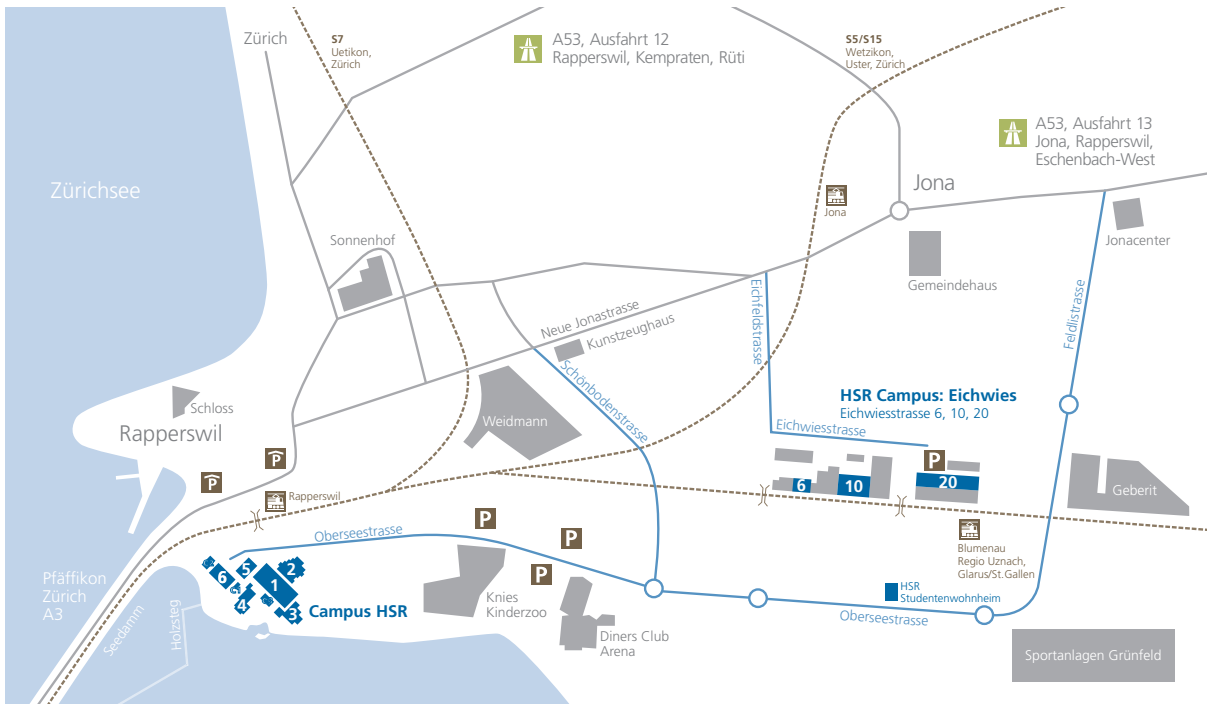 Zürich
S7
Uetikon,
Zürich
A53, Ausfahrt 12
Rapperswil, Kempraten, Rüti
S5/S15
Wetzikon,
Uster, Zürich
A53, Ausfahrt 13
Jona, Rapperswil,
Eschenbach-West
Zürichsee
Jona
Jona
Sonnenhof
Jonacenter
Gemeindehaus
Neue Jonastrasse
Kunstzeughaus
Eichfeldstrasse
Feldlistrasse
Schönbodenstrasse
HSR Campus: Eichwies
Eichwiesstrasse 6, 10, 20
Schloss
Rapperswil
Weidmann
Eichwiesstrasse
P
P
P
6
10
20
Geberit
Rapperswil
P
P
P
Oberseestrasse
Blumenau
Regio Uznach,
Glarus/St.Gallen
Pfäffikon
Zürich
A3
Seedamm
Holzsteg
6
5
2
1
4
3
Campus HSR
Knies
Kinderzoo
Diners Club
Arena
HSR
Studentenwohnheim
Oberseestrasse
Sportanlagen Grünfeld